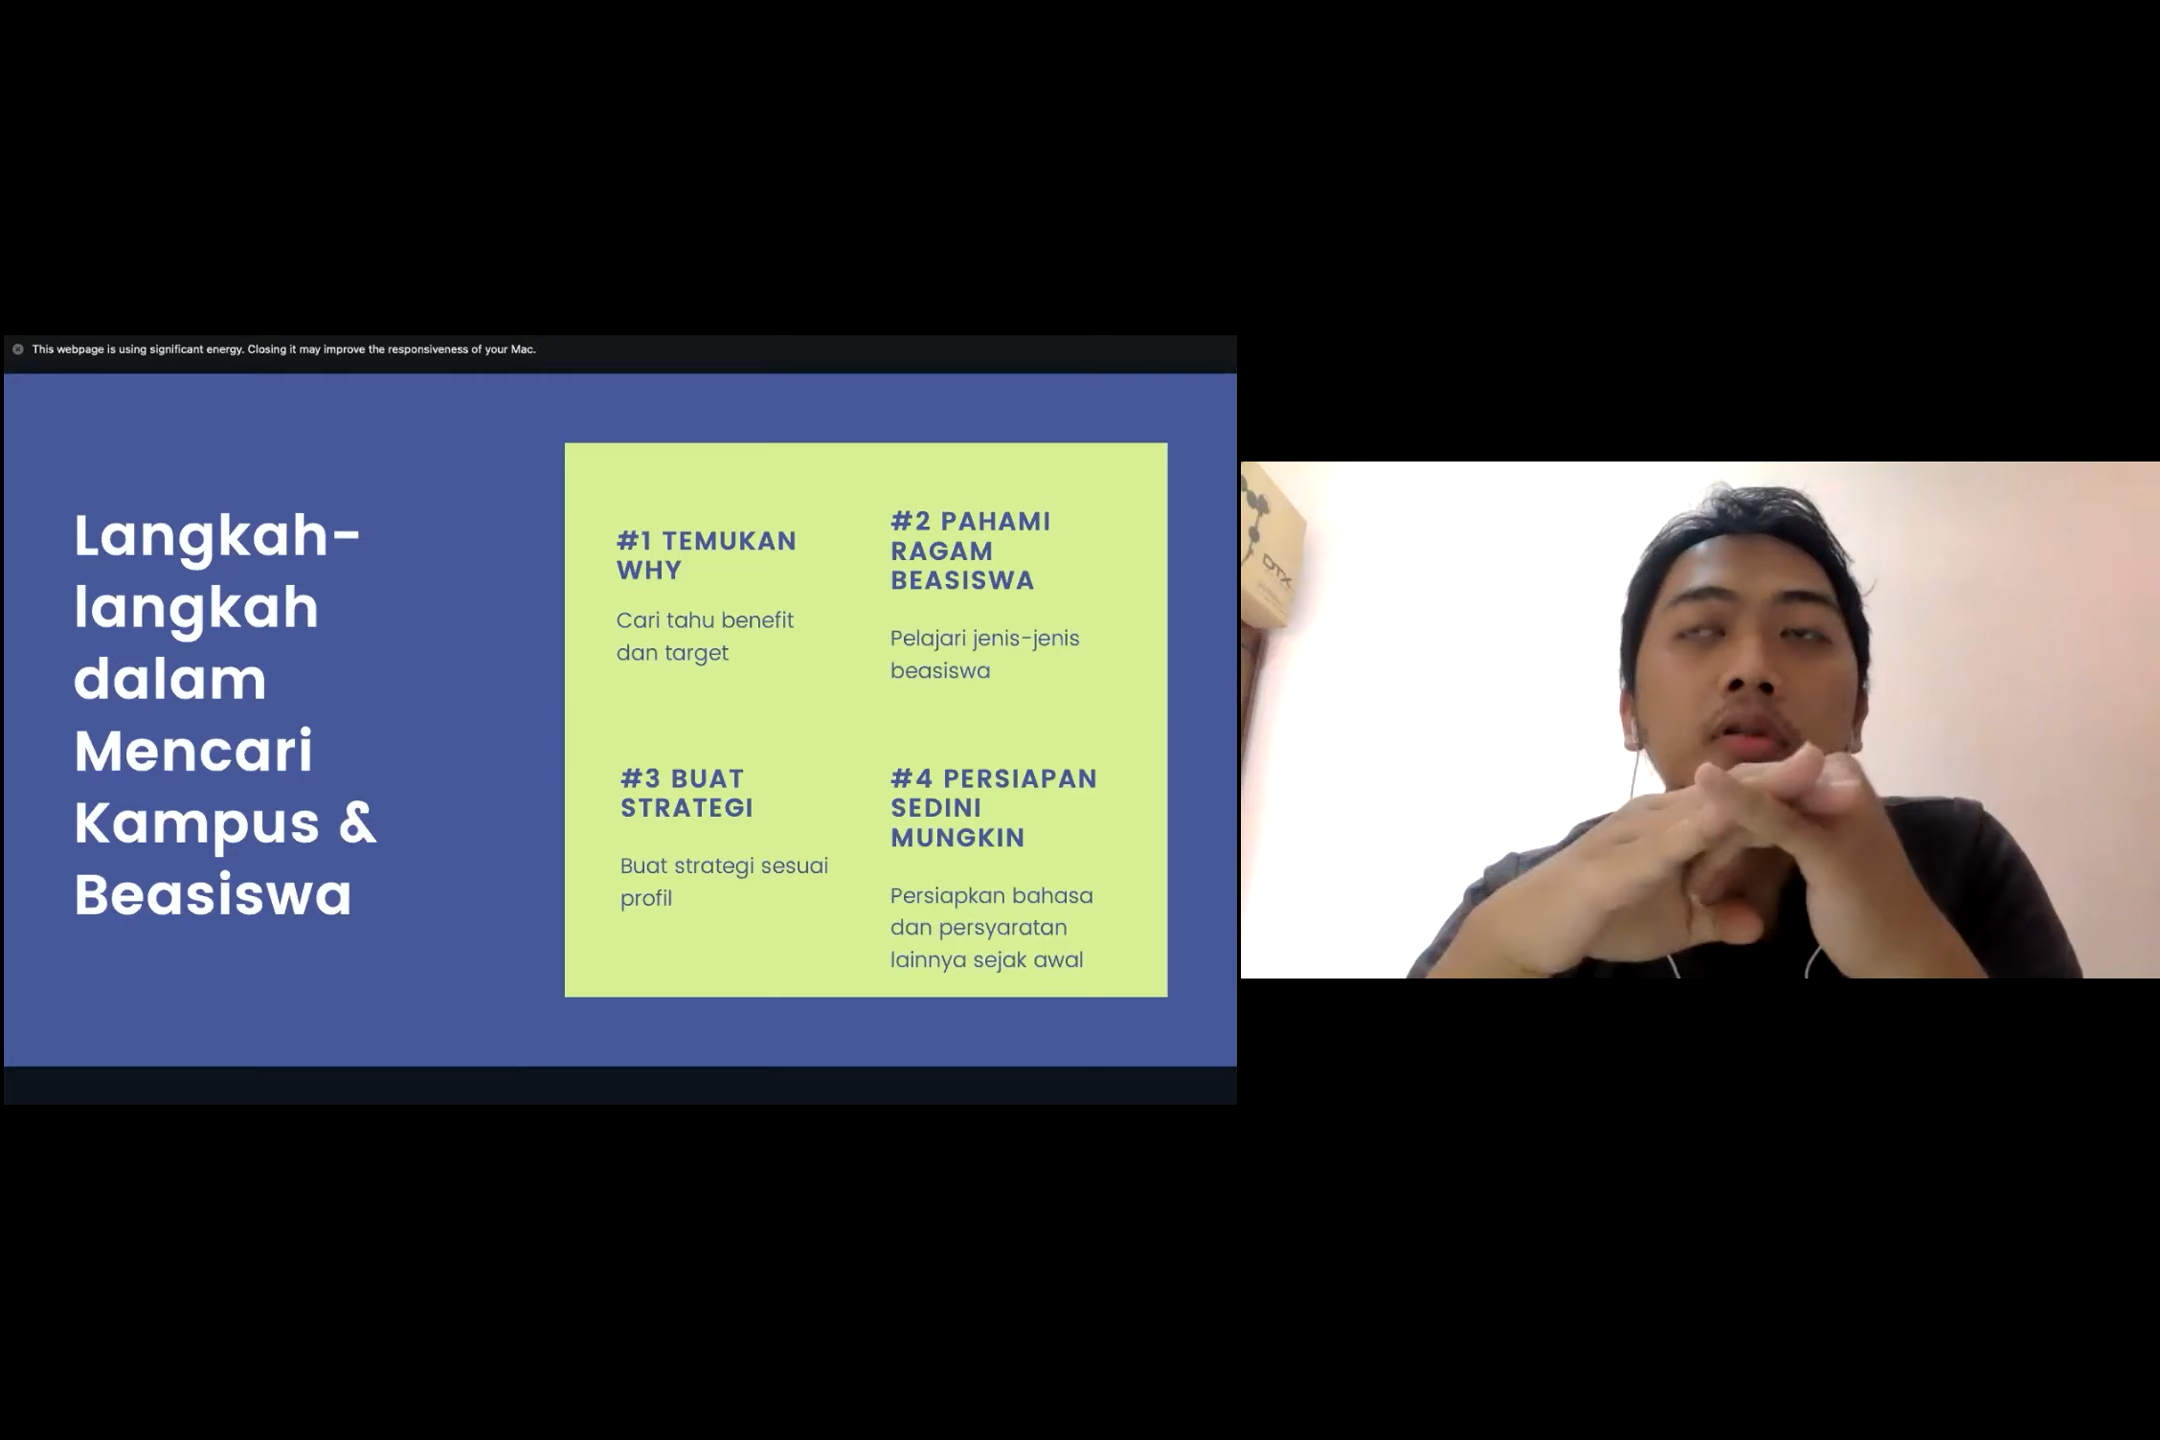 This webpage is using significant energy. Closing it may improve the responsiveness of your Mac.
Langkah-
langkah
dalam
Mencari
Kampus &
Beasiswa
#1 TEMUKAN
WHY
Cari tahu benefit
dan target
#2 PAHAMI
RAGAM
BEASISWA
Pelajari jenis-jenis
beasiswa
#3 BUAT
STRATEGI
Buat strategi sesuai
profil
#4 PERSIAPAN
SEDINI
MUNGKIN
Persiapkan bahasa
dan persyaratan
lainnya sejak awal
DTX